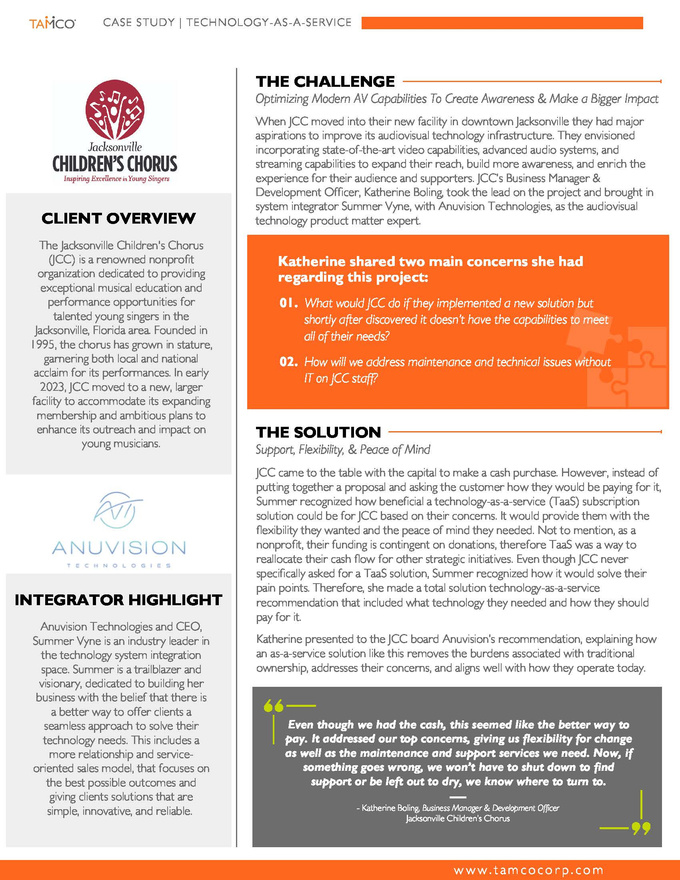 TAMCO
CASE STUDY | TECHNOLOGY-AS-A-SERVICE
Jacksonville
CHILDREN'S CHORUS
Inspiring Excellence in Young Singers
CLIENT OVERVIEW
The Jacksonville Children's Chorus
(JCC) is a renowned nonprofit
organization dedicated to providing
exceptional musical education and
performance opportunities for
talented young singers in the
Jacksonville, Florida area. Founded in
1995, the chorus has grown in stature,
garnering both local and national
acclaim for its performances. In early
2023, JCC moved to a new, larger
facility to accommodate its expanding
membership and ambitious plans to
enhance its outreach and impact on
young musicians.
ANUVISION
TECHNOLOGIES
INTEGRATOR HIGHLIGHT
Anuvision Technologies and CEO,
Summer Vyne is an industry leader in
the technology system integration
space. Summer is a trailblazer and
visionary, dedicated to building her
business with the belief that there is
a better way to offer clients a
seamless approach to solve their
technology needs. This includes a
more relationship and service-
oriented sales model, that focuses on
the best possible outcomes and
giving clients solutions that are
simple, innovative, and reliable.
THE CHALLENGE
Optimizing Modern AV Capabilities To Create Awareness & Make a Bigger Impact
When JCC moved into their new facility in downtown Jacksonville they had major
aspirations to improve its audiovisual technology infrastructure. They envisioned
incorporating state-of-the-art video capabilities, advanced audio systems, and
streaming capabilities to expand their reach, build more awareness, and enrich the
experience for their audience and supporters. JCC's Business Manager &
Development Officer, Katherine Boling, took the lead on the project and brought in
system integrator Summer Vyne, with Anuvision Technologies, as the audiovisual
technology product matter expert.
Katherine shared two main concerns she had
regarding this project:
01. What would JCC do if they implemented a new solution but
shortly after discovered it doesn't have the capabilities to meet
all of their needs?
02. How will we address maintenance and technical issues without
IT on JCC staff?
THE SOLUTION
Support, Flexibility, & Peace of Mind
JCC came to the table with the capital to make a cash purchase. However, instead of
putting together a proposal and asking the customer how they would be paying for it,
Summer recognized how beneficial a technology-as-a-service (TaaS) subscription
solution could be for JCC based on their concerns. It would provide them with the
flexibility they wanted and the peace of mind they needed. Not to mention, as a
nonprofit, their funding is contingent on donations, therefore TaaS was a way to
reallocate their cash flow for other strategic initiatives. Even though JCC never
specifically asked for a TaaS solution, Summer recognized how it would solve their
pain points. Therefore, she made a total solution technology-as-a-service
recommendation that included what technology they needed and how they should
pay for it.
Katherine presented to the JCC board Anuvision's recommendation, explaining how
an as-a-service solution like this removes the burdens associated with traditional
ownership, addresses their concerns, and aligns well with how they operate today.
Even though we had the cash, this seemed like the better way to
pay. It addressed our top concerns, giving us flexibility for change
as well as the maintenance and support services we need. Now, if
something goes wrong, we won't have to shut down to find
support or be left out to dry, we know where to turn to.
- Katherine Boling, Business Manager & Development Officer
Jacksonville Children's Chorus
www.tamcocorp.com